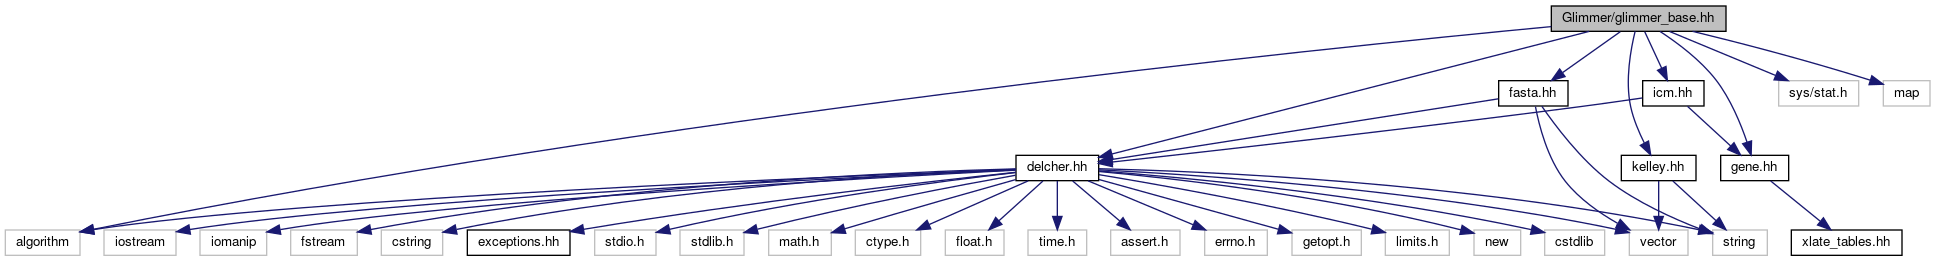 Glimmer/glimmer_base.hh
fasta.hh
icm.hh
sys/stat.h
map
delcher.hh
kelley.hh
gene.hh
algorithm
iostream
iomanip
fstream
cstring
exceptions.hh
stdio.h
stdlib.h
math.h
ctype.h
float.h
time.h
assert.h
errno.h
getopt.h
limits.h
new
cstdlib
vector
string
xlate_tables.hh